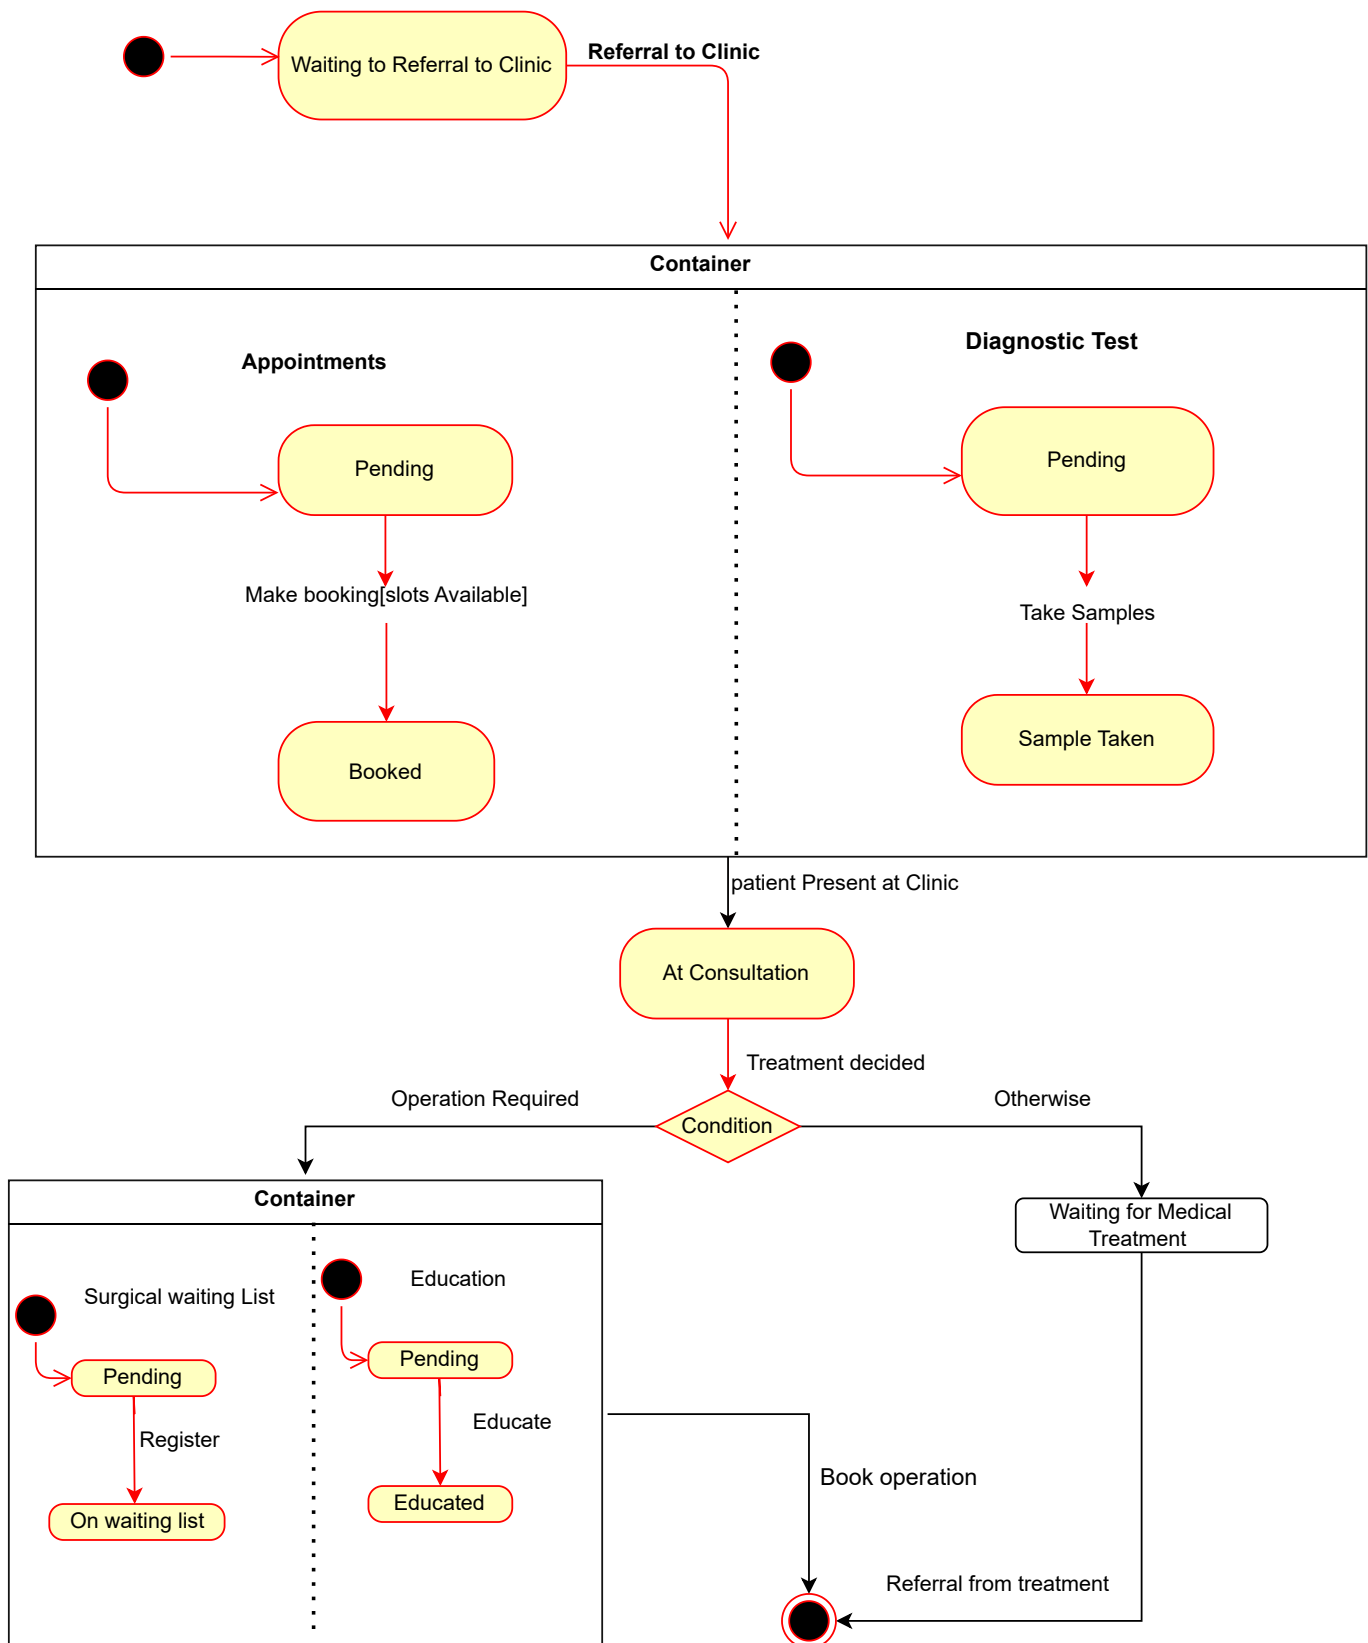 Waiting to Referral to Clinic
Referral to Clinic
Container
Appointments
Diagnostic Test
Pending
Pending
Make booking[slots Available]
Take Samples
Booked
Sample Taken
patient Present at Clinic
At Consultation
Treatment decided
Operation Required
Otherwise
Condition
Container
Waiting for Medical
Treatment
Surgical waiting List
Education
Pending
Pending
Register
Educate
On waiting list
Educated
Book operation
Referral from treatment